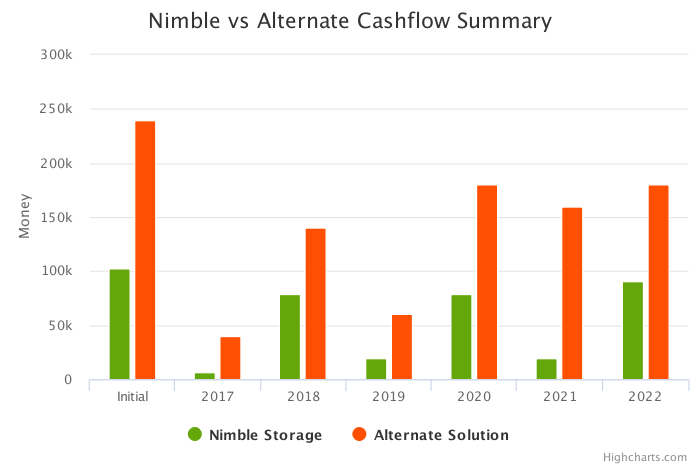 Nimble vs Alternate Cashflow Summary
300k
250k
200k
150k
100k
50k
0
Money
Initial 2017 2018 2019 2020 2021 2022
Nimble Storage Alternate Solution
Highcharts.com